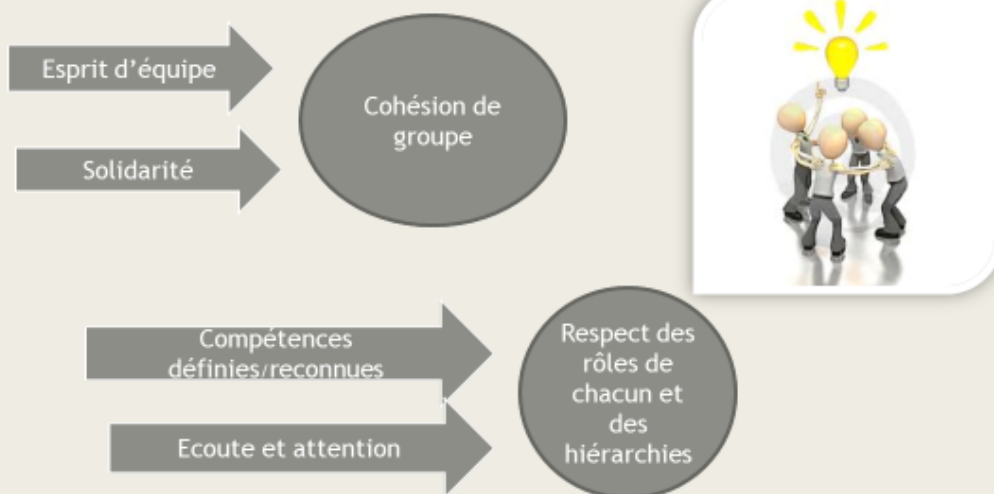 Esprit d'équipe
Solidarité
Cohésion de
groupe
Compétences
définies/reconnues
Ecoute et attention
Respect des
rôles de
chacun et
des
hiérarchies